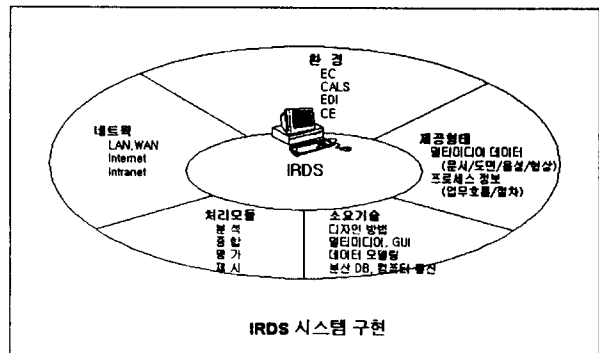 환 경
EC
CALS
EDI
CE
네트웍
LAN,WAN
Internet
Intranet
IRDS
제공형태
멀티미디어 데이터
(문서/도면/음성/형상)
프로세스 정보
(업무흐름/절차)
처리모듈
분 석
종 합
평 가
제 시
소요기술
디자인 방법
멀티미디어, GUI
데이터 모델링
분산 DB, 컴퓨터 통신
IRDS 시스템 구현